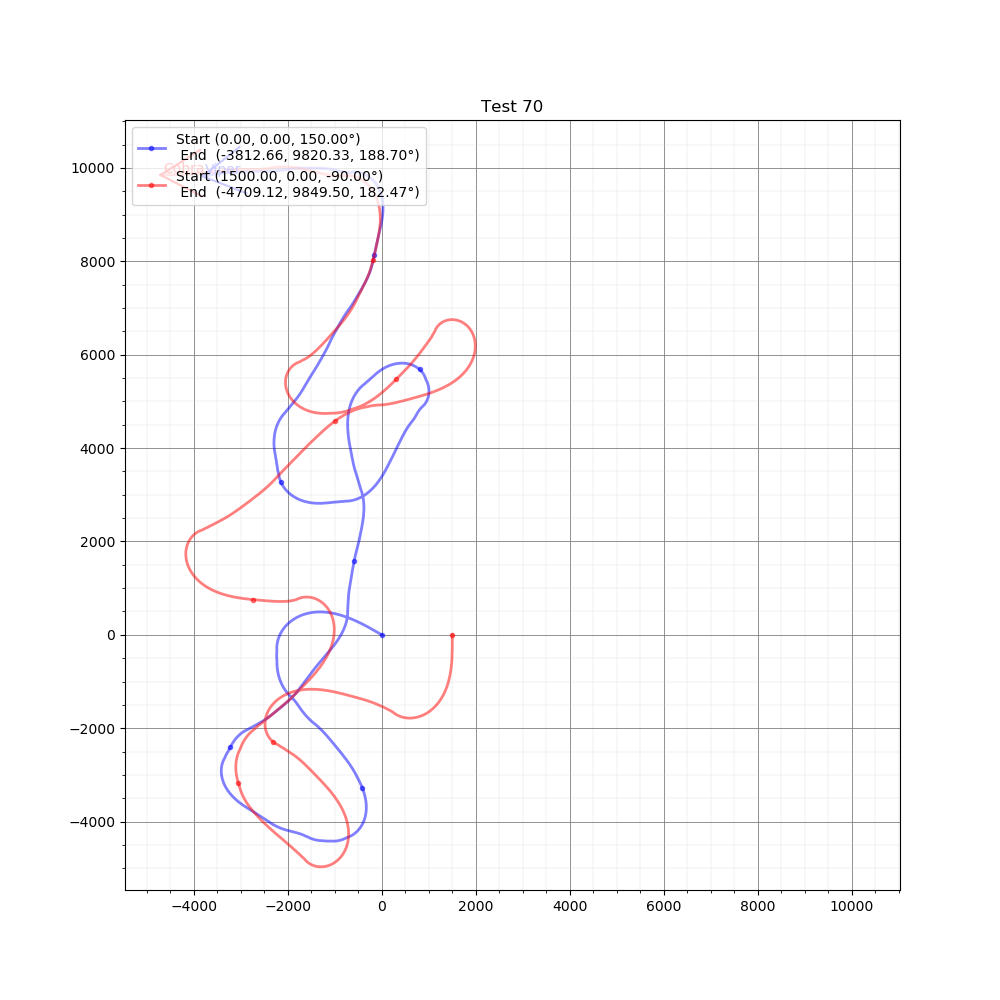 Test 70
Start (0.00, 0.00, 150.00°)
End (-3812.66, 9820.33, 188.70°)
Start (1500.00, 0.00, -90.00°)
End (-4709.12, 9849.50, 182.47°)
10000
8000
6000
4000
2000
0
−2000
−4000
−4000 −2000 0 2000 4000 6000 8000 10000